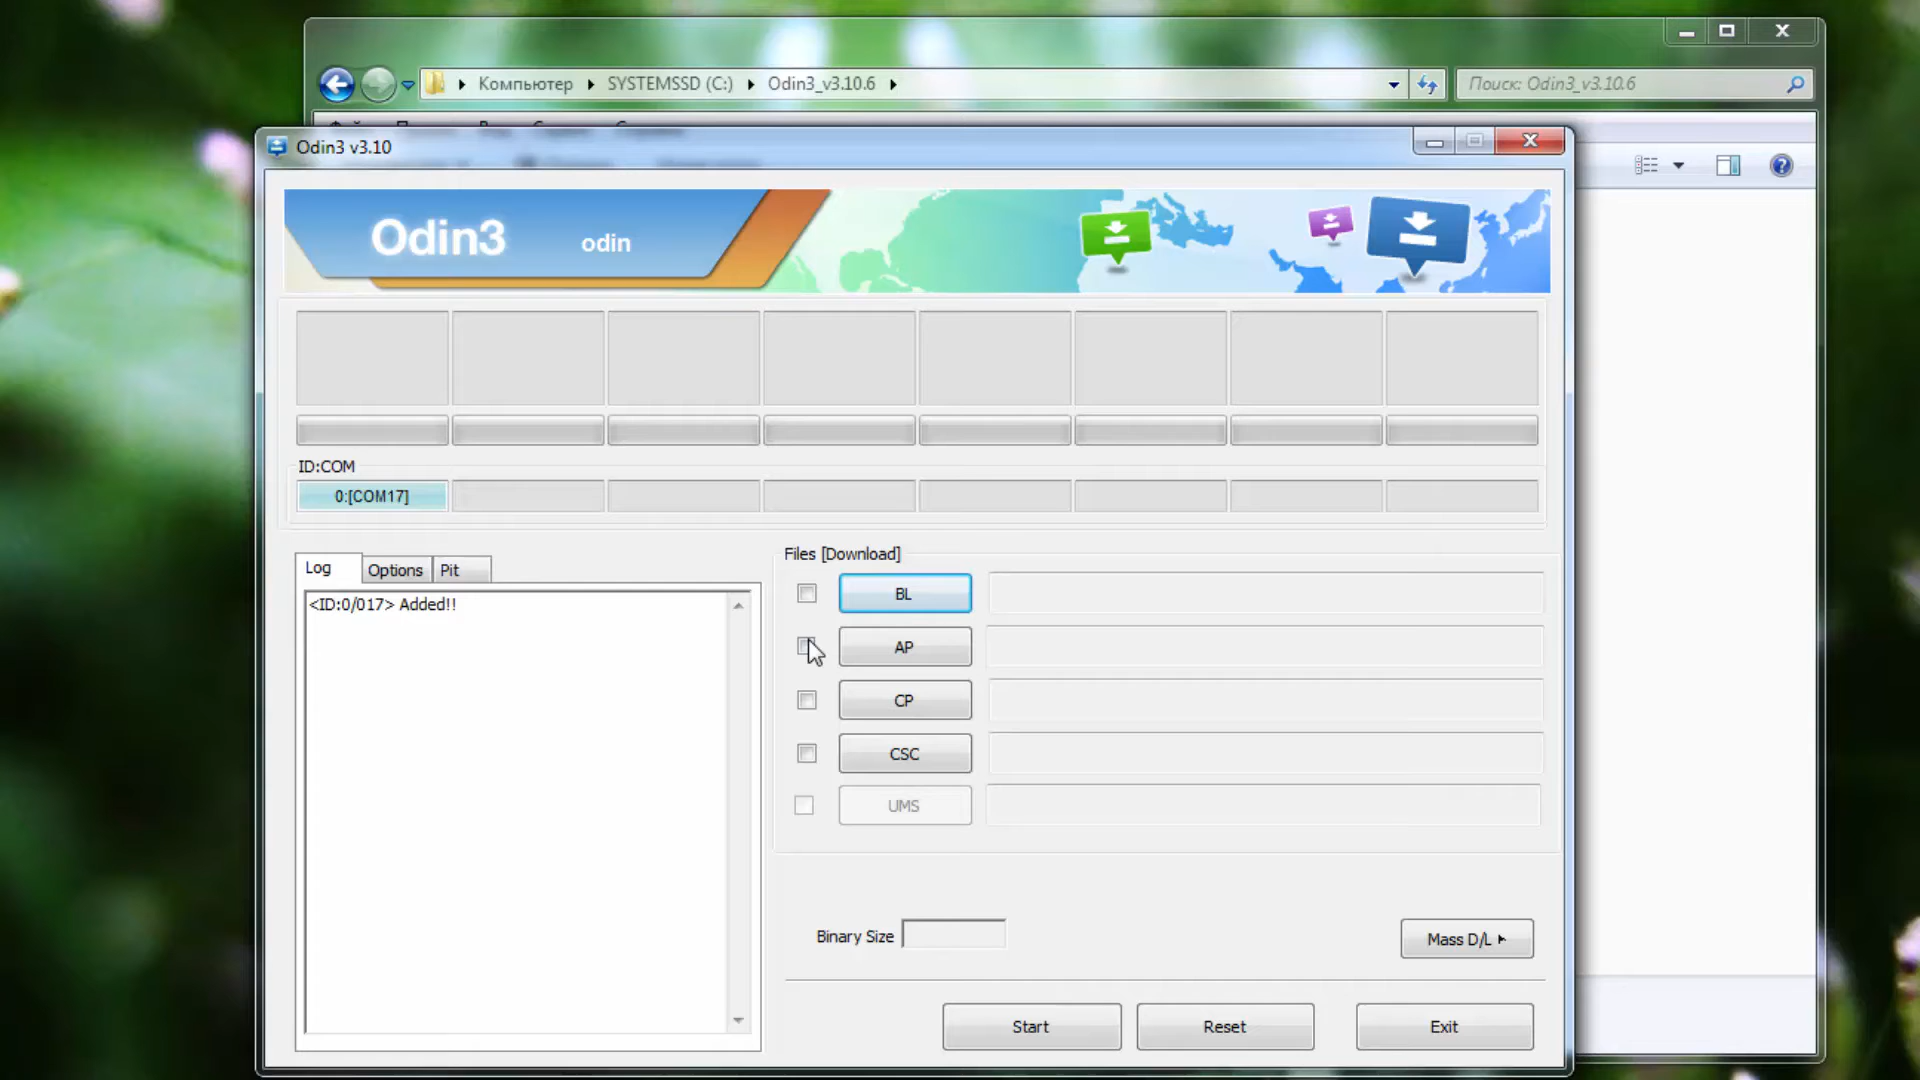 Компьютер ▸ SYSTEMSSD (C:) ▸ Odin3_v3.10.6 ▸
Поиск: Odin3_v3.10.6
Odin3 v3.10
Odin3 odin
ID:COM
0:[COM17]
Log Options Pit
<ID:0/017> Added!!
Files [Download]
BL
AP
CP
CSC
UMS
Binary Size
Mass D/L ▸
Start Reset Exit